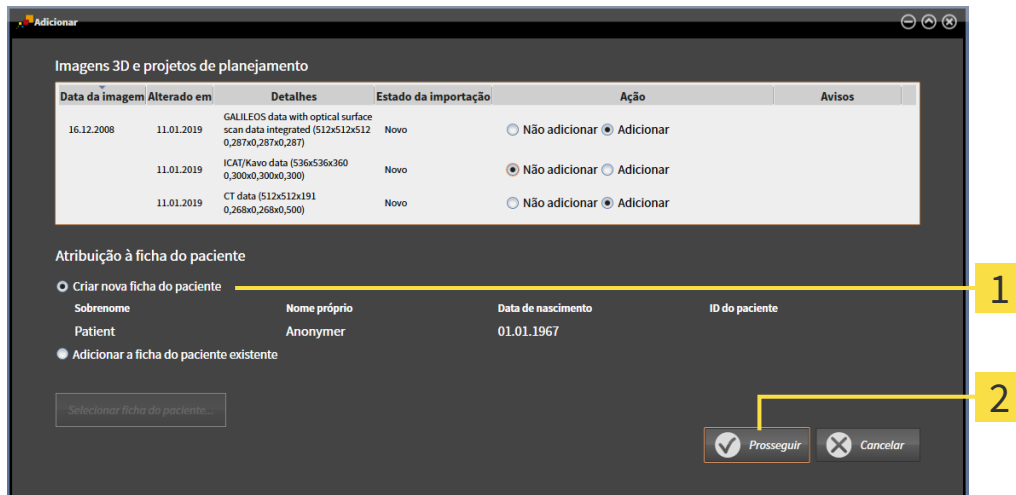 Adicionar
Imagens 3D e projetos de planejamento
Data da imagem Alterado em Detalhes Estado da importação Ação Avisos
GALILEOS data with optical surface
16.12.2008 11.01.2019 scan data integrated (512x512x512 Novo Não adicionar Adicionar
0,287x0,287x0,287)
11.01.2019 ICAT/Kavo data (536x536x360 Novo Não adicionar Adicionar
0,300x0,300x0,300)
11.01.2019 CT data (512x512x191 Novo Não adicionar Adicionar
0,268x0,268x0,500)
Atribuição à ficha do paciente
Criar nova ficha do paciente 1
Sobrenome Nome próprio Data de nascimento ID do paciente
Patient Anonymer 01.01.1967
Adicionar a ficha do paciente existente
Selecionar ficha do paciente... 2
Prosseguir Cancelar